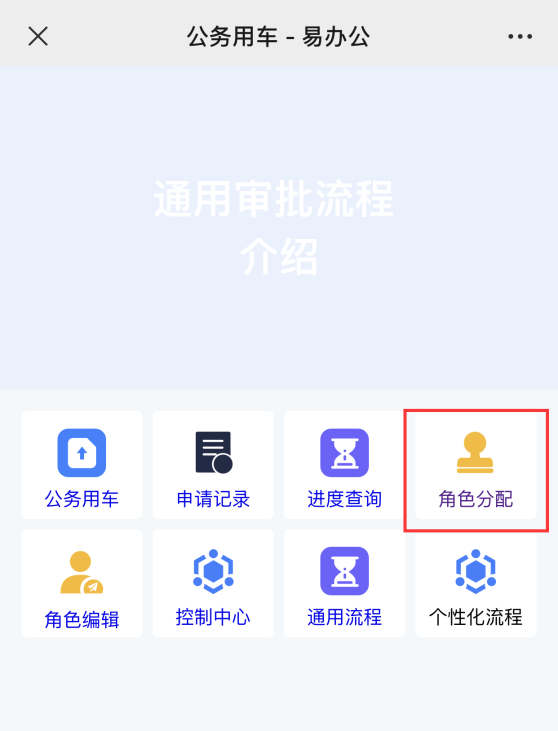 公务用车 - 易办公
通用审批流程
介绍
公务用车
申请记录
进度查询
角色分配
角色编辑
控制中心
通用流程
个性化流程